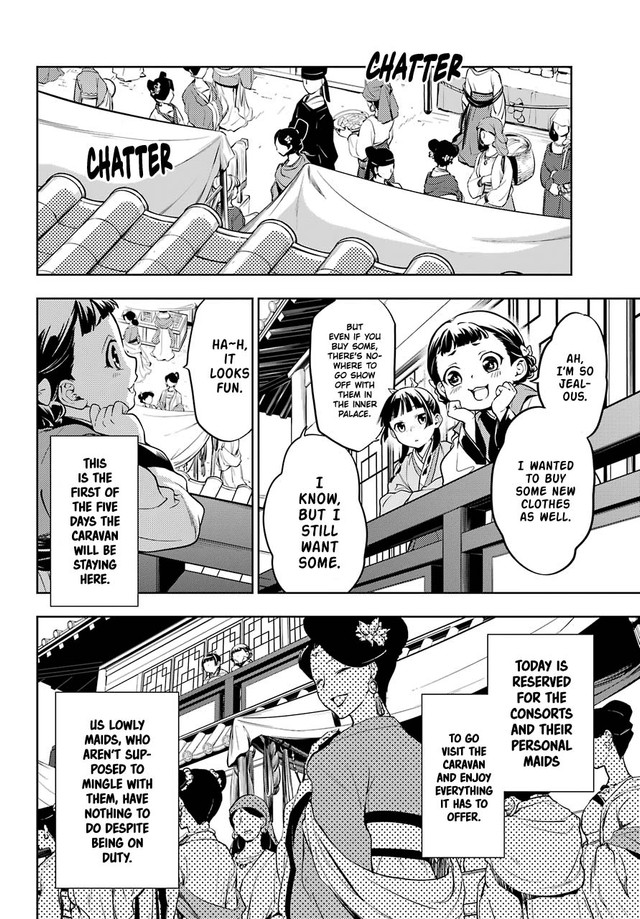 CHATTER
CHATTER
AH,
I'M SO
JEAL-
OUS.
I WANTED
TO BUY
SOME NEW
CLOTHES
AS WELL.
BUT
EVEN IF YOU
BUY SOME,
THERE'S NO-
WHERE TO
GO SHOW
OFF WITH
THEM IN
THE INNER
PALACE.
I
KNOW,
BUT I
STILL
WANT
SOME.
HA~H,
IT
LOOKS
FUN.
THIS
IS THE
FIRST OF
THE FIVE
DAYS THE
CARAVAN
WILL BE
STAYING
HERE.
TODAY IS
RESERVED
FOR THE
CONSORTS
AND THEIR
PERSONAL
MAIDS
TO GO
VISIT THE
CARAVAN
AND ENJOY
EVERYTHING
IT HAS TO
OFFER.
US LOWLY
MAIDS, WHO
AREN'T SUP-
POSED TO
MINGLE WITH
THEM, HAVE
NOTHING
TO DO DESPITE
BEING ON
DUTY.